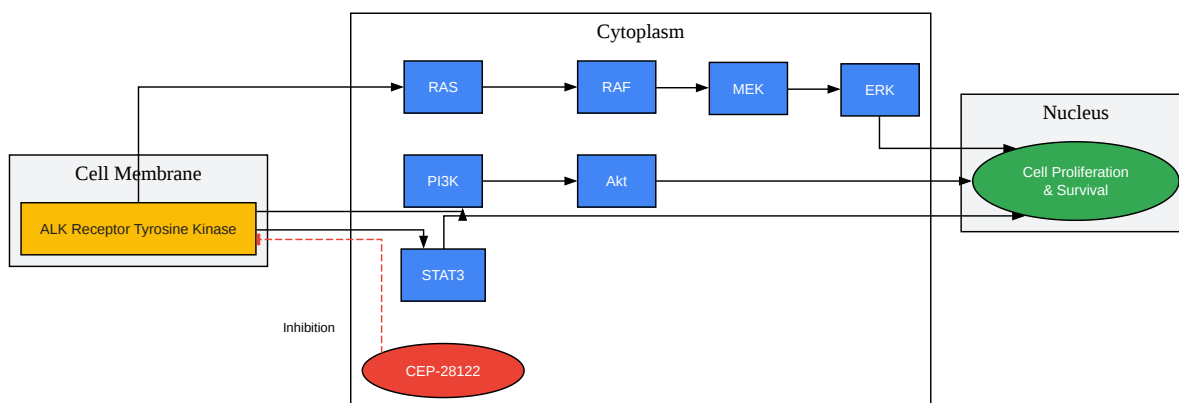 Cytoplasm
RAS
RAF
MEK
ERK
Nucleus
Cell Proliferation
& Survival
Cell Membrane
ALK Receptor Tyrosine Kinase
PI3K
Akt
STAT3
Inhibition
CEP-28122